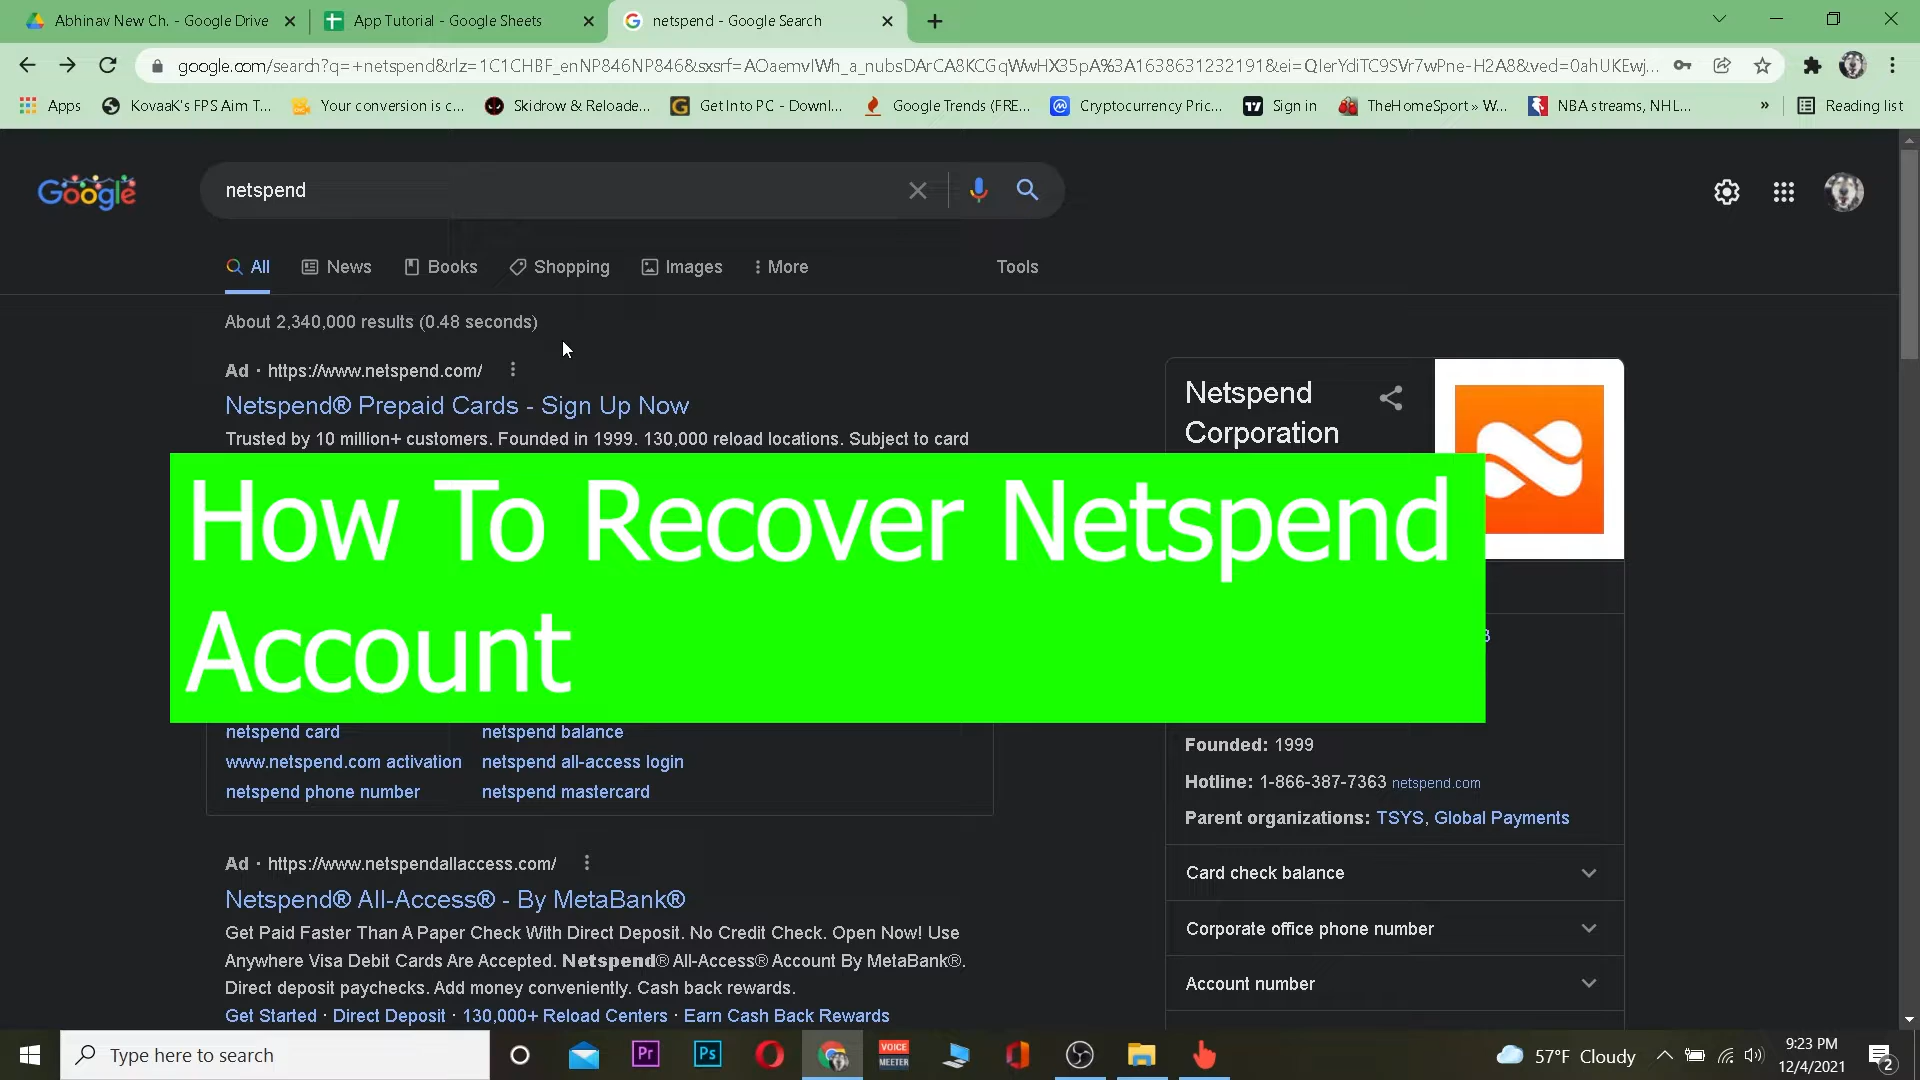 Abhinav New Ch. - Google Drive
App Tutorial - Google Sheets
netspend - Google Search
google.com/search?q=+netspend&rlz=1C1CHBF_enNP846NP846&sxsrf=AOaemvIWh_a_nubsDArCA8KCGqWwHX35pA%3A1638631232191&ei=QIerYdiTC9SVr7wPne-H2A8&ved=0ahUKEwj...
Apps
KovaaK's FPS Aim T...
Your conversion is c...
Skidrow & Reloade...
Get Into PC - Downl...
Google Trends (FRE...
Cryptocurrency Pric...
Sign in
TheHomeSport » W...
NBA streams, NHL...
»
Reading list
Google
netspend
All
News
Books
Shopping
Images
More
Tools
About 2,340,000 results (0.48 seconds)
Ad · https://www.netspend.com/
Netspend® Prepaid Cards - Sign Up Now
Trusted by 10 million+ customers. Founded in 1999. 130,000 reload locations. Subject to card
Netspend
Corporation
How To Recover Netspend
Account
netspend card
netspend balance
www.netspend.com activation
netspend all-access login
netspend phone number
netspend mastercard
Founded: 1999
Hotline: 1-866-387-7363 netspend.com
Parent organizations: TSYS, Global Payments
Card check balance
Corporate office phone number
Account number
Ad · https://www.netspendallaccess.com/
Netspend® All-Access® - By MetaBank®
Get Paid Faster Than A Paper Check With Direct Deposit. No Credit Check. Open Now! Use
Anywhere Visa Debit Cards Are Accepted. Netspend® All-Access® Account By MetaBank®.
Direct deposit paychecks. Add money conveniently. Cash back rewards.
Get Started · Direct Deposit · 130,000+ Reload Centers · Earn Cash Back Rewards
Type here to search
Pr
Ps
VOICE
MEETER
57°F Cloudy
9:23 PM
12/4/2021
2